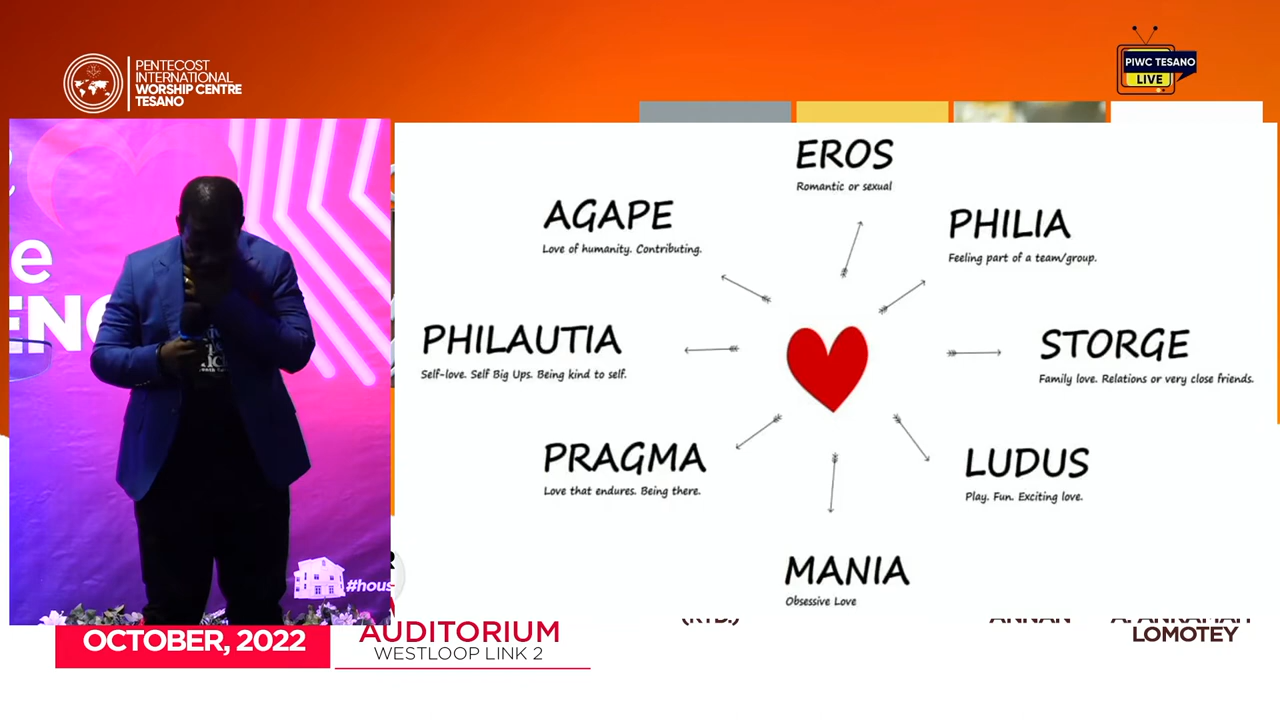 PENTECOST
INTERNATIONAL
WORSHIP CENTRE
TESANO
PIWC TESANO
LIVE
EROS
Romantic or sexual
AGAPE
Love of humanity. Contributing.
PHILIA
Feeling part of a team/group.
PHILAUTIA
Self-love. Self Big Ups. Being kind to self.
STORGE
Family love. Relations or very close friends.
PRAGMA
Love that endures. Being there.
LUDUS
Play. Fun. Exciting love.
MANIA
Obsessive Love
#hous
OCTOBER, 2022
AUDITORIUM
WESTLOOP LINK 2
LOMOTEY